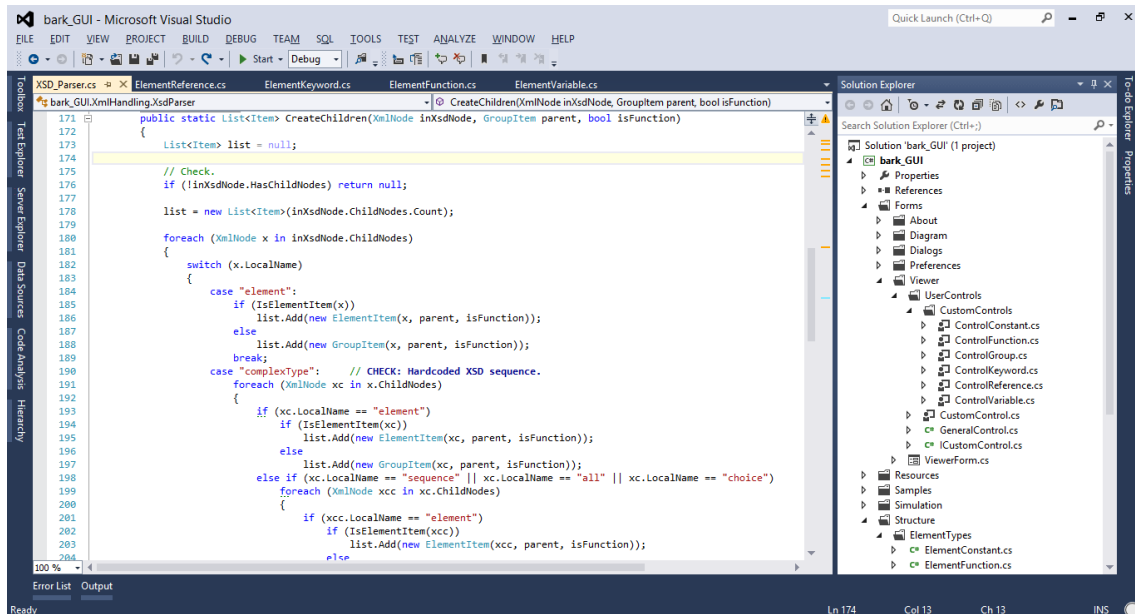 bark_GUI - Microsoft Visual Studio
Quick Launch (Ctrl+Q)
FILE EDIT VIEW PROJECT BUILD DEBUG TEAM SQL TOOLS TEST ANALYZE WINDOW HELP
Start Debug
Toolbox
Test Explorer
Server Explorer
Data Sources
Code Analysis
Hierarchy
XSD_Parser.cs ElementReference.cs ElementKeyword.cs ElementFunction.cs ElementVariable.cs
bark_GUI.XmlHandling.XsdParser CreateChildren(XmlNode inXsdNode, GroupItem parent, bool isFunction)
171 public static List<Item> CreateChildren(XmlNode inXsdNode, GroupItem parent, bool isFunction)
172 {
173 List<Item> list = null;
174
175 // Check.
176 if (!inXsdNode.HasChildNodes) return null;
177
178 list = new List<Item>(inXsdNode.ChildNodes.Count);
179
180 foreach (XmlNode x in inXsdNode.ChildNodes)
181 {
182 switch (x.LocalName)
183 {
184 case "element":
185 if (IsElementItem(x))
186 list.Add(new ElementItem(x, parent, isFunction));
187 else
188 list.Add(new GroupItem(x, parent, isFunction));
189 break;
190 case "complexType": // CHECK: Hardcoded XSD sequence.
191 foreach (XmlNode xc in x.ChildNodes)
192 {
193 if (xc.LocalName == "element")
194 if (IsElementItem(xc))
195 list.Add(new ElementItem(xc, parent, isFunction));
196 else
197 list.Add(new GroupItem(xc, parent, isFunction));
198 else if (xc.LocalName == "sequence" || xc.LocalName == "all" || xc.LocalName == "choice")
199 foreach (XmlNode xcc in xc.ChildNodes)
200 {
201 if (xcc.LocalName == "element")
202 if (IsElementItem(xcc))
203 list.Add(new ElementItem(xcc, parent, isFunction));
204 else
100 %
Error List Output
Solution Explorer
Search Solution Explorer (Ctrl+;)
Solution 'bark_GUI' (1 project)
bark_GUI
Properties
References
Forms
About
Diagram
Dialogs
Preferences
Viewer
UserControls
CustomControls
ControlConstant.cs
ControlFunction.cs
ControlGroup.cs
ControlKeyword.cs
ControlReference.cs
ControlVariable.cs
CustomControl.cs
GeneralControl.cs
ICustomControl.cs
ViewerForm.cs
Resources
Samples
Simulation
Structure
ElementTypes
ElementConstant.cs
ElementFunction.cs
To-do Explorer
Properties
Ready Ln 174 Col 13 Ch 13 INS